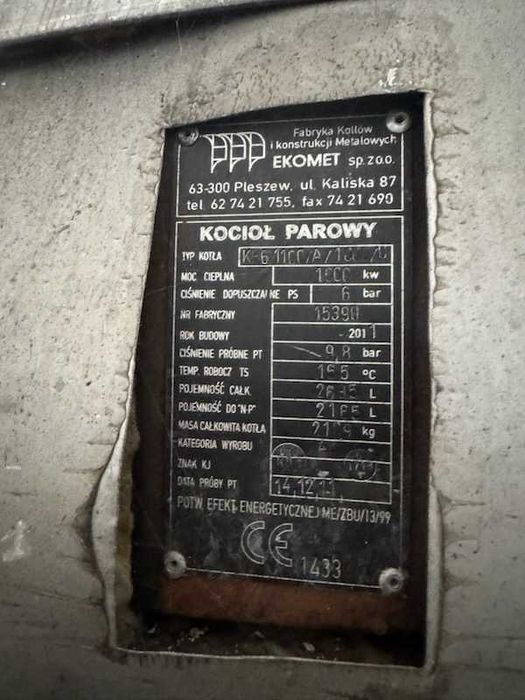 Fabryka Kotłów
i konstrukcji Metalowych
EKOMET sp. z o.o.
63-300 Pleszew, ul. Kaliska 87
tel. 62 74 21 755, fax 74 21 690
KOCIOŁ PAROWY
TYP KOTŁA
MOC CIEPLNA 1000 kw
CIŚNIENIE DOPUSZCZALNE PS 6 bar
NR FABRYCZNY
ROK BUDOWY 2011
CIŚNIENIE PRÓBNE PT 9,8 bar
TEMP. ROBOCZ TS 165 °C
POJEMNOŚĆ CAŁK. L
POJEMNOŚĆ DO "N-P" L
MASA CAŁKOWITA KOTŁA kg
KATEGORIA WYROBU
ZNAK KJ
DATA PRÓBY PT 14.12.11
POTW. EFEKT. ENERGETYCZNEJ ME/ZBU/13/99
CE 1433